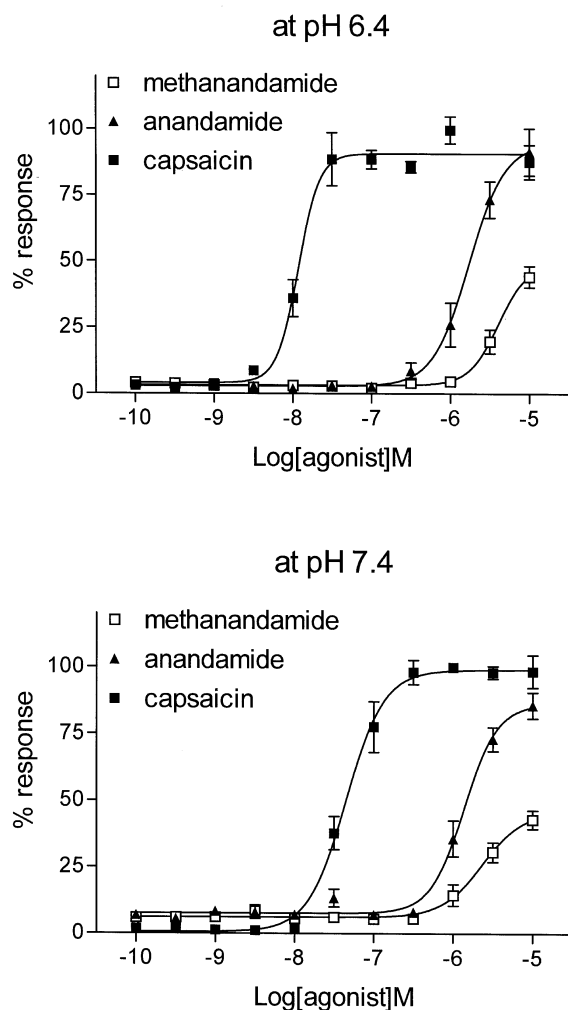 at pH 6.4
methanandamide
anandamide
capsaicin
% response
100
75
50
25
0
-10 -9 -8 -7 -6 -5
Log[agonist]M
at pH 7.4
methanandamide
anandamide
capsaicin
% response
100
75
50
25
0
-10 -9 -8 -7 -6 -5
Log[agonist]M